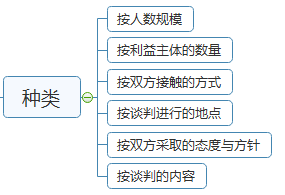 种类
按人数规模
按利益主体的数量
按双方接触的方式
按谈判进行的地点
按双方采取的态度与方针
按谈判的内容